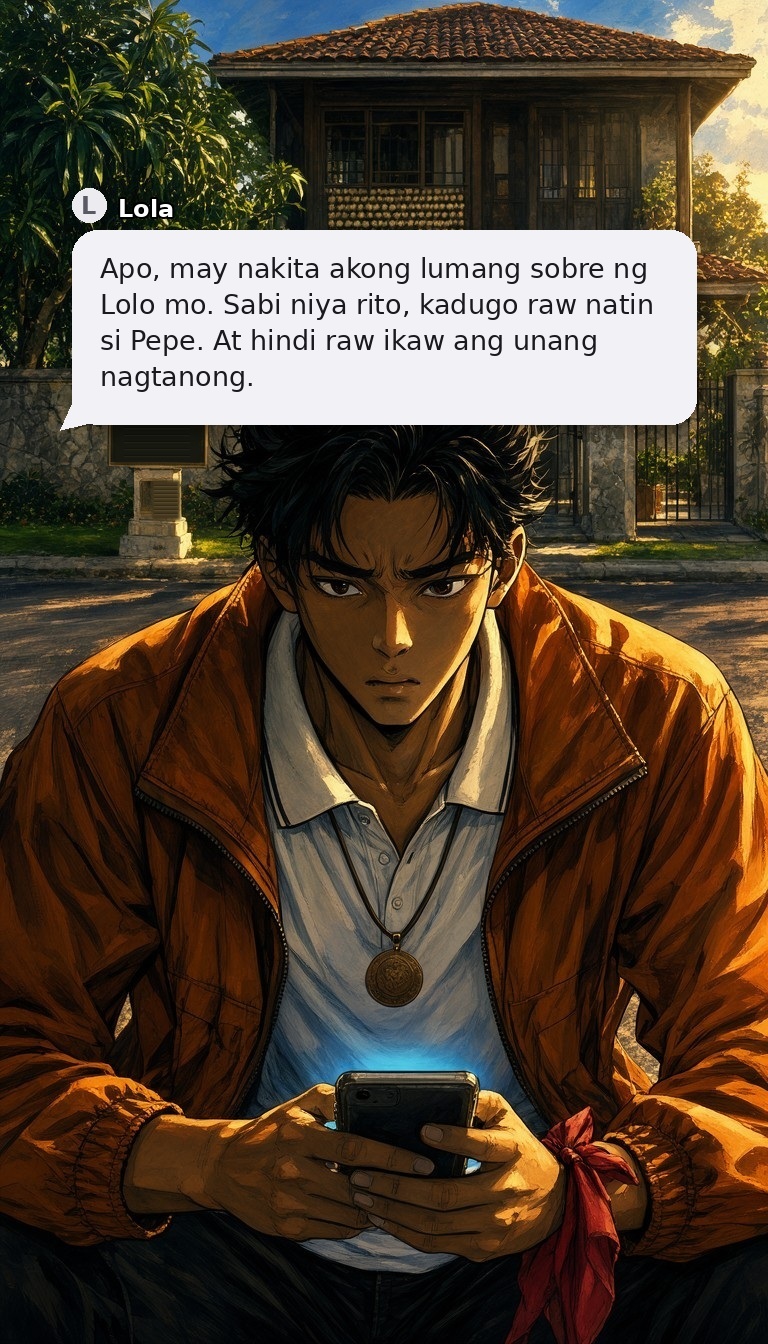 L Lola
Apo, may nakita akong lumang sobre ng
Lolo mo. Sabi niya rito, kadugo raw natin
si Pepe. At hindi raw ikaw ang unang
nagtanong.